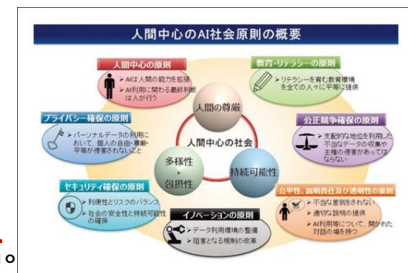 人間中心のAI社会原則の概要
人間中心の原則
➢ AIは人間の能力を拡張
➢ AI利用に関わる最終判断
は人が行う
教育・リテラシーの原則
➢ リテラシーを育む教育環境
を全ての人々に平等に提供
人間の尊厳
プライバシー確保の原則
➢ パーソナルデータの利用に
おいて、個人の自由・尊厳・
平等が侵害されないこと
人間中心の社会
公正競争確保の原則
➢ 支配的な地位を利用した
不当なデータの収集や
主権の侵害があっては
ならない
多様性・
包摂性
持続可能性
セキュリティ確保の原則
➢ 利便性とリスクのバランス
➢ 社会の安全性と持続可能性
の確保
イノベーションの原則
➢ データ利用環境の整備
➢ 阻害となる規制の改革
公平性、説明責任及び透明性の原則
➢ 不当な差別をされない
➢ 適切な説明の提供
➢ AI利用等について、開かれた
対話の場を持つ
。